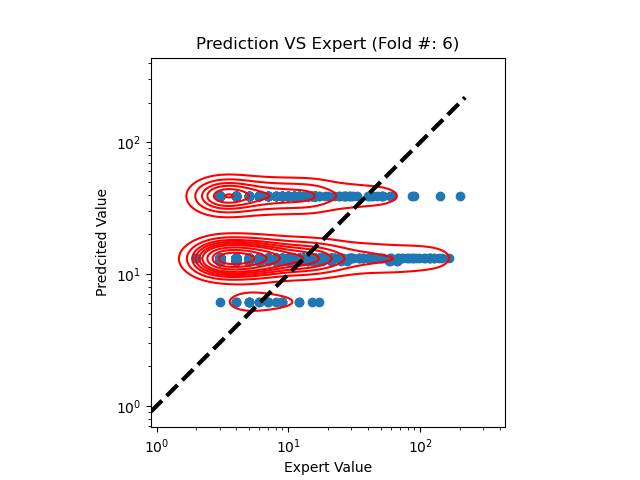 Prediction VS Expert (Fold #: 6)
Predcited Value
10²
10¹
10⁰
10⁰ 10¹ 10²
Expert Value